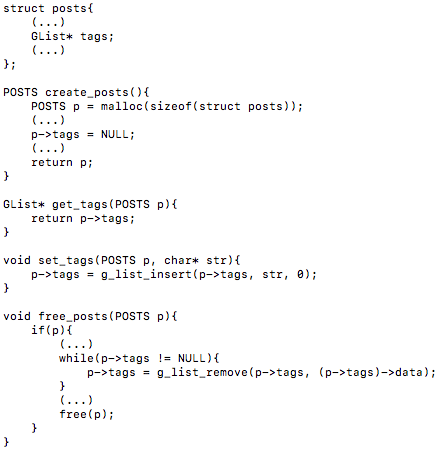 struct posts{
    (...)
    GList* tags;
    (...)
};

POSTS create_posts(){
    POSTS p = malloc(sizeof(struct posts));
    (...)
    p->tags = NULL;
    (...)
    return p;
}

GList* get_tags(POSTS p){
    return p->tags;
}

void set_tags(POSTS p, char* str){
    p->tags = g_list_insert(p->tags, str, 0);
}

void free_posts(POSTS p){
    if(p){
        (...)
        while(p->tags != NULL){
            p->tags = g_list_remove(p->tags, (p->tags)->data);
        }
        (...)
        free(p);
    }
}